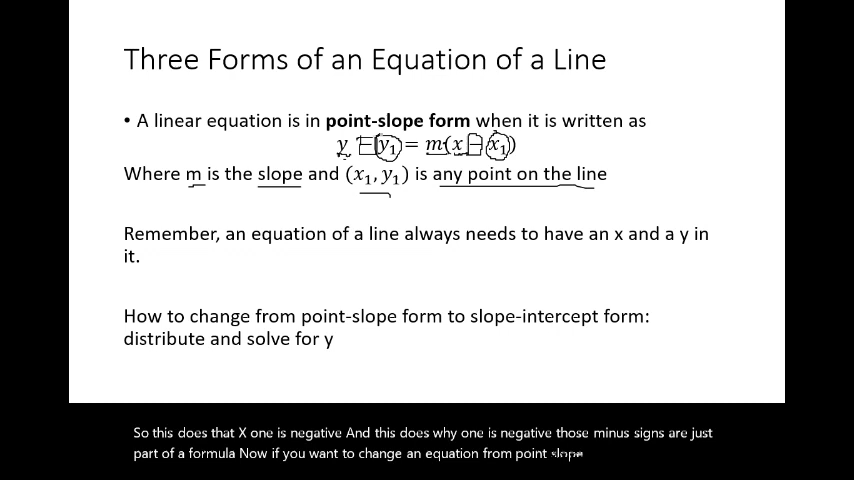 Three Forms of an Equation of a Line
• A linear equation is in point-slope form when it is written as
y − y₁ = m(x − x₁)
Where m is the slope and (x₁, y₁) is any point on the line
Remember, an equation of a line always needs to have an x and a y in
it.
How to change from point-slope form to slope-intercept form:
distribute and solve for y
So this does that X one is negative And this does why one is negative those minus signs are just
part of a formula Now if you want to change an equation from point slope